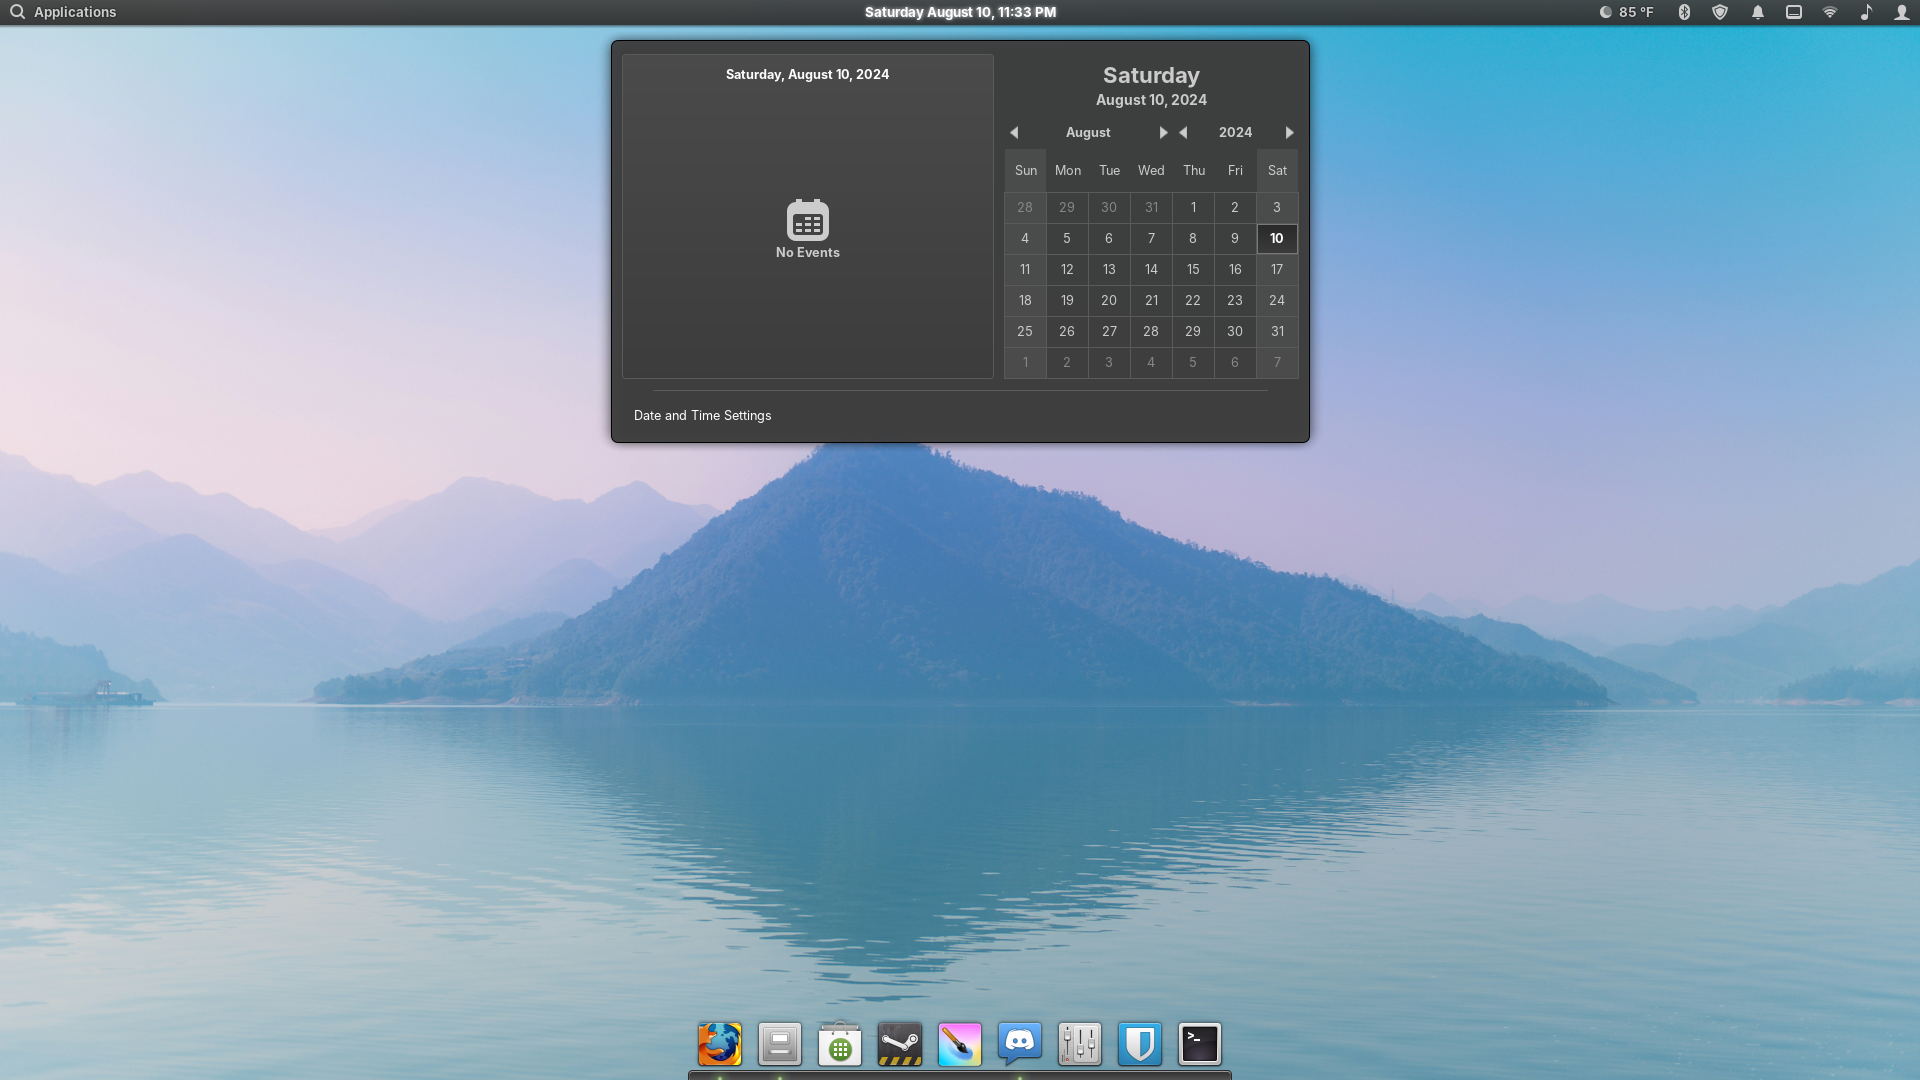 Applications
Saturday August 10, 11:33 PM
85 °F
Saturday, August 10, 2024
No Events
Saturday
August 10, 2024
August 2024
Sun Mon Tue Wed Thu Fri Sat
28 29 30 31 1 2 3
4 5 6 7 8 9 10
11 12 13 14 15 16 17
18 19 20 21 22 23 24
25 26 27 28 29 30 31
1 2 3 4 5 6 7
Date and Time Settings
>_